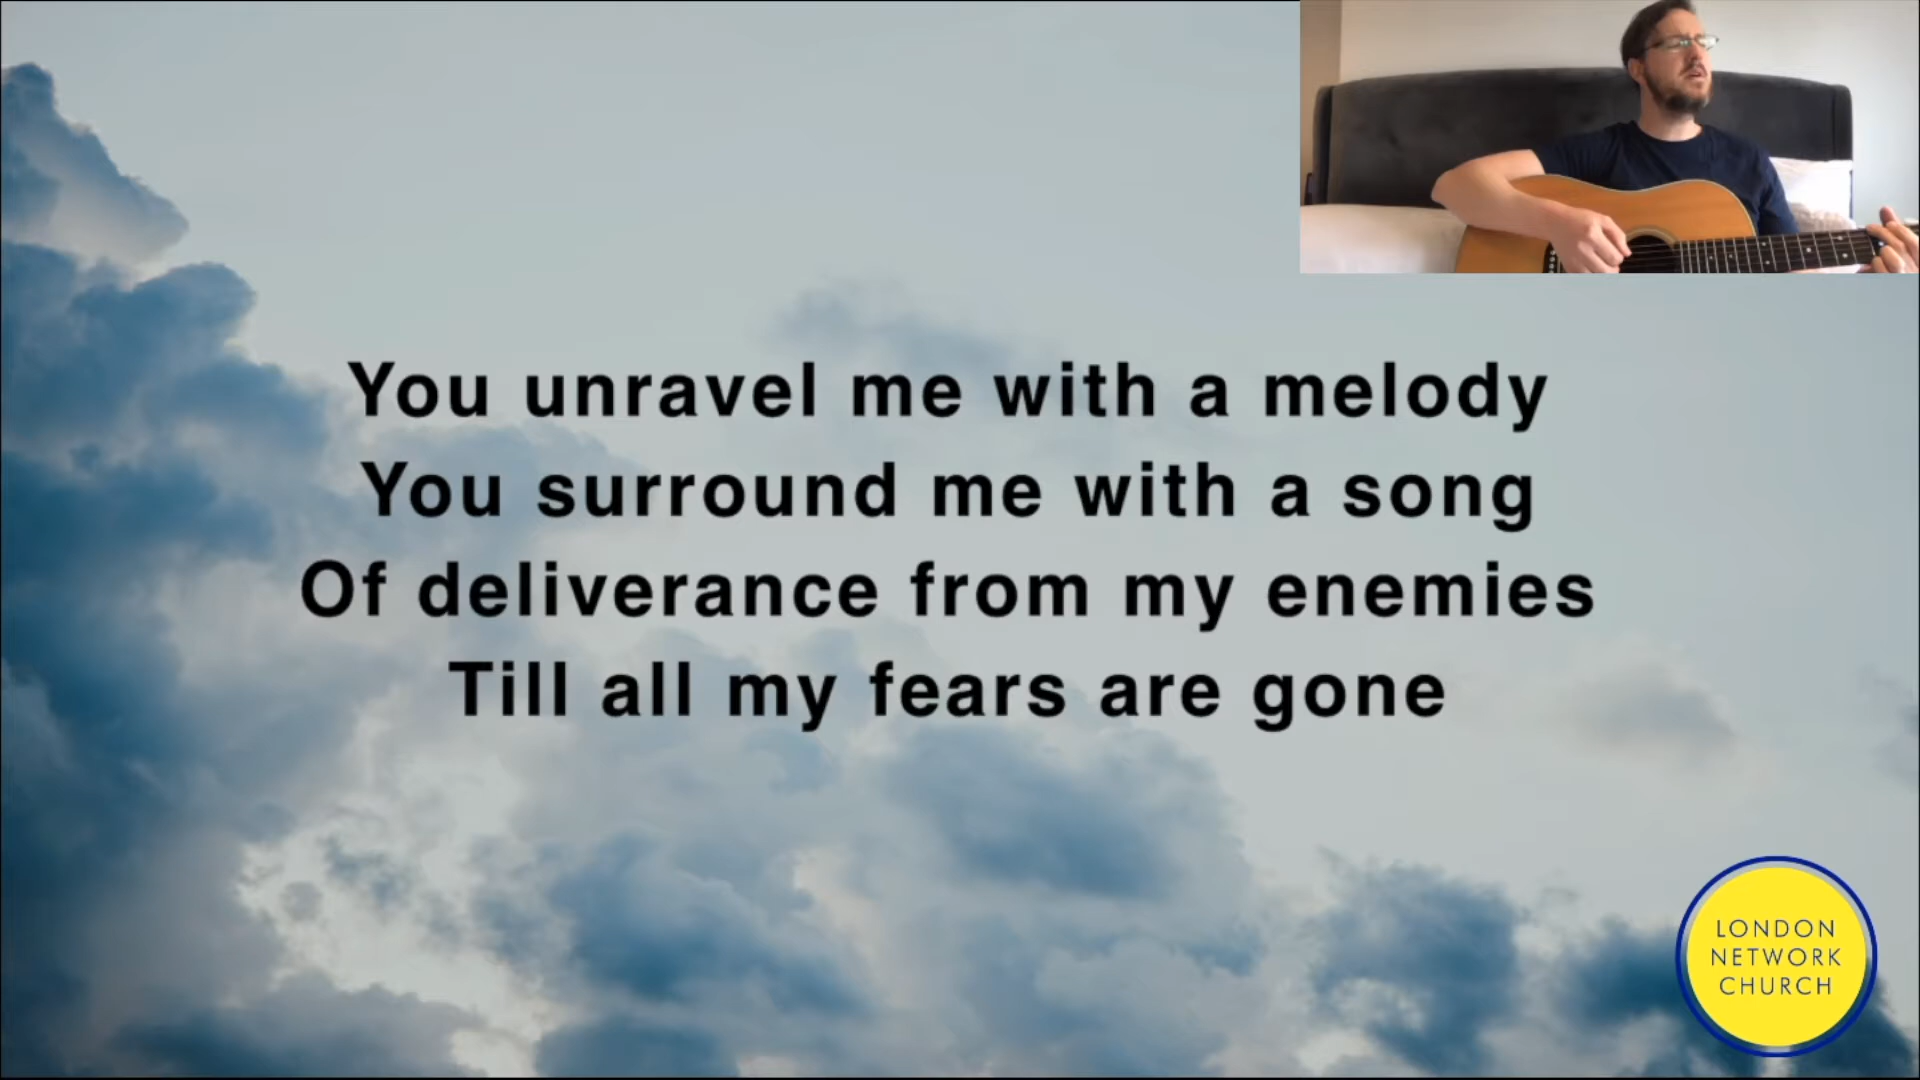 You unravel me with a melody
You surround me with a song
Of deliverance from my enemies
Till all my fears are gone
LONDON
NETWORK
CHURCH